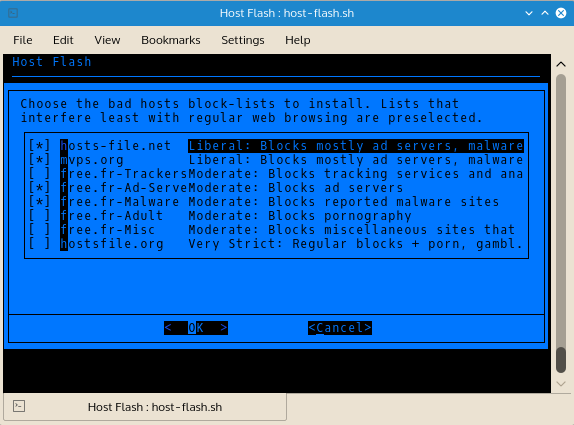 Host Flash : host-flash.sh
File Edit View Bookmarks Settings Help
Host Flash
Choose the bad hosts block-lists to install. Lists that
interfere least with regular web browsing are preselected.
[*] hosts-file.net Liberal: Blocks mostly ad servers, malware
[*] mvps.org Liberal: Blocks mostly ad servers, malware
[ ] free.fr-TrackersModerate: Blocks tracking services and ana
[*] free.fr-Ad-ServeModerate: Blocks ad servers
[*] free.fr-Malware Moderate: Blocks reported malware sites
[ ] free.fr-Adult Moderate: Blocks pornography
[ ] free.fr-Misc Moderate: Blocks miscellaneous sites that
[ ] hostsfile.org Very Strict: Regular blocks + porn, gambl.
< OK > <Cancel>
Host Flash : host-flash.sh